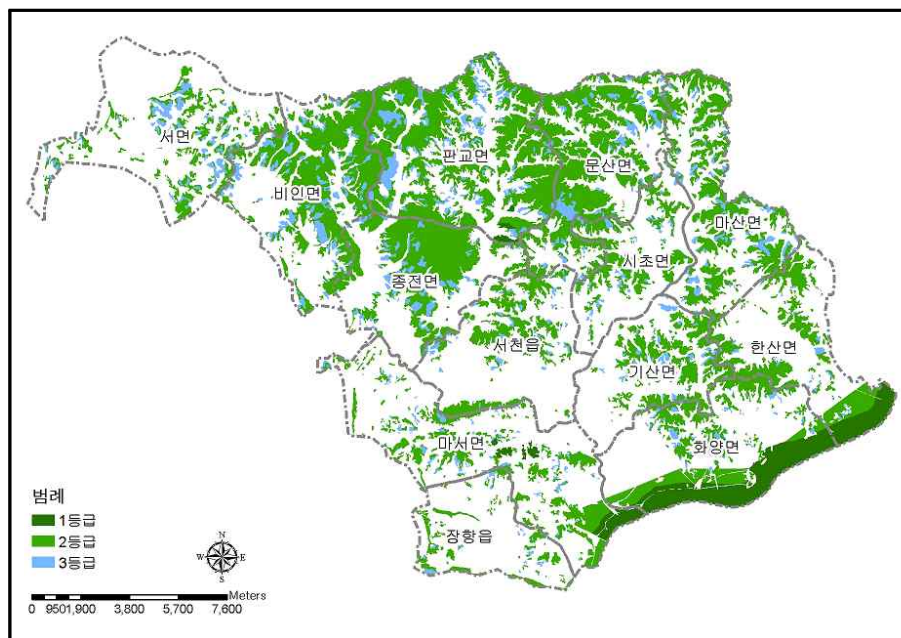 서면
판교면
문산면
비인면
마산면
시초면
종전면
서천읍
한산면
기산면
마서면
화양면
장항읍
범례
1등급
2등급
3등급
N
W E
S
Meters
0 9501,900 3,800 5,700 7,600